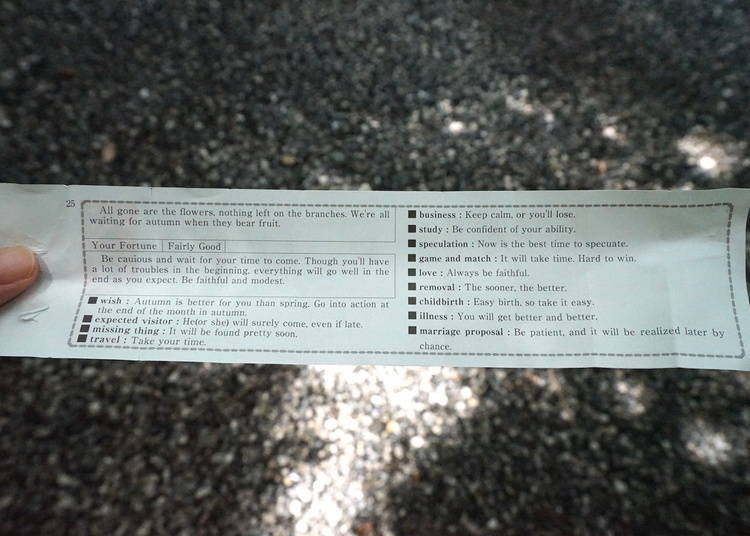 25
All gone are the flowers, nothing left on the branches. We're all
waiting for autumn when they bear fruit.
Your Fortune Fairly Good
Be cauious and wait for your time to come. Though you'll have
a lot of troubles in the beginning, everything will go well in the
end as you expect. Be faithful and modest.
■ wish : Autumn is better for you than spring. Go into action at
the end of the month in autumn.
■ expected visitor : He(or she) will surely come, even if late.
■ missing thing : It will be found pretty soon.
■ travel : Take your time.
■ business : Keep calm, or you'll lose.
■ study : Be confident of your ability.
■ speculation : Now is the best time to specuate.
■ game and match : It will take time. Hard to win.
■ love : Always be faithful.
■ removal : The sooner, the better.
■ childbirth : Easy birth, so take it easy.
■ illness : You will get better and better.
■ marriage proposal : Be patient, and it will be realized later by
chance.